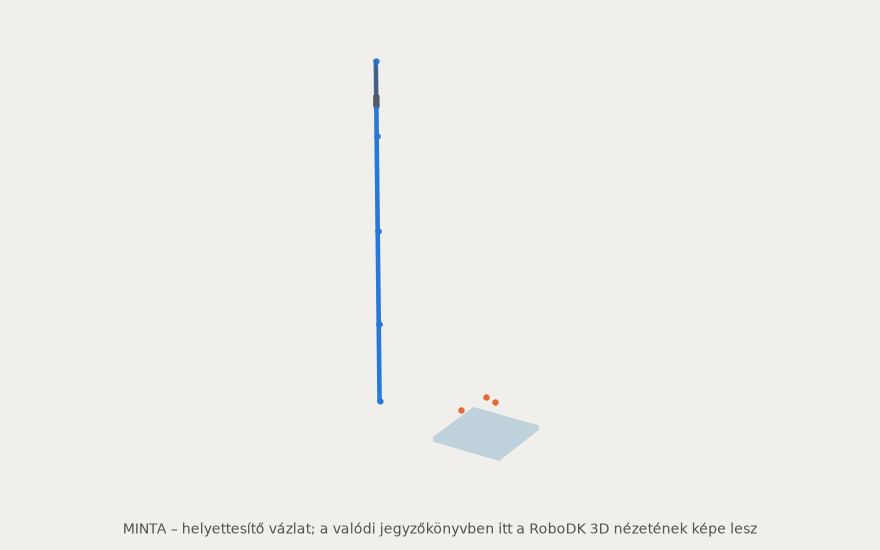 MINTA – helyettesítő vázlat; a valódi jegyzőkönyvben itt a RoboDK 3D nézetének képe lesz